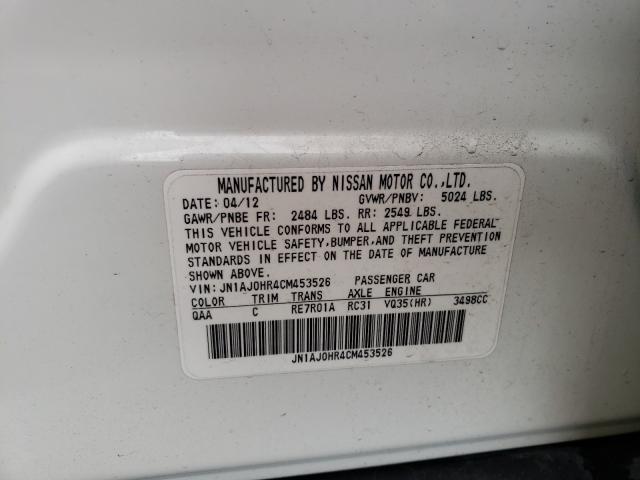 MANUFACTURED BY NISSAN MOTOR CO.,LTD.
DATE: 04/12 GVWR/PNBV: 5024 LBS.
GAWR/PNBE FR: 2484 LBS. RR: 2549 LBS.
THIS VEHICLE CONFORMS TO ALL APPLICABLE FEDERAL
MOTOR VEHICLE SAFETY,BUMPER,AND THEFT PREVENTION
STANDARDS IN EFFECT ON THE DATE OF MANUFACTURE
SHOWN ABOVE.
VIN: JN1AJ0HR4CM453526 PASSENGER CAR
COLOR TRIM TRANS AXLE ENGINE
QAA C RE7R01A RC31 VQ35(HR) 3498CC
JN1AJ0HR4CM453526